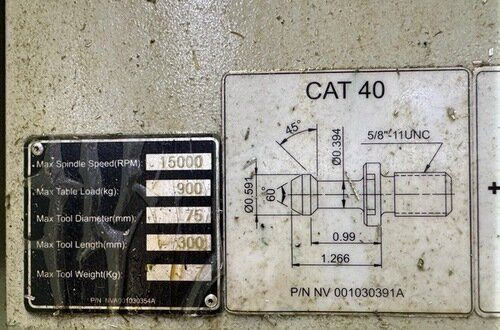 Max Spindle Speed(RPM): 15000
Max Table Load(kg): 900
Max Tool Diameter(mm): 75
Max Tool Length(mm): 300
Max Tool Weight(Kg):
P/N NVA001030354A
CAT 40
45°
Ø0.394
5/8"-11UNC
Ø0.591
60°
0.99
1.266
P/N NV 001030391A
+